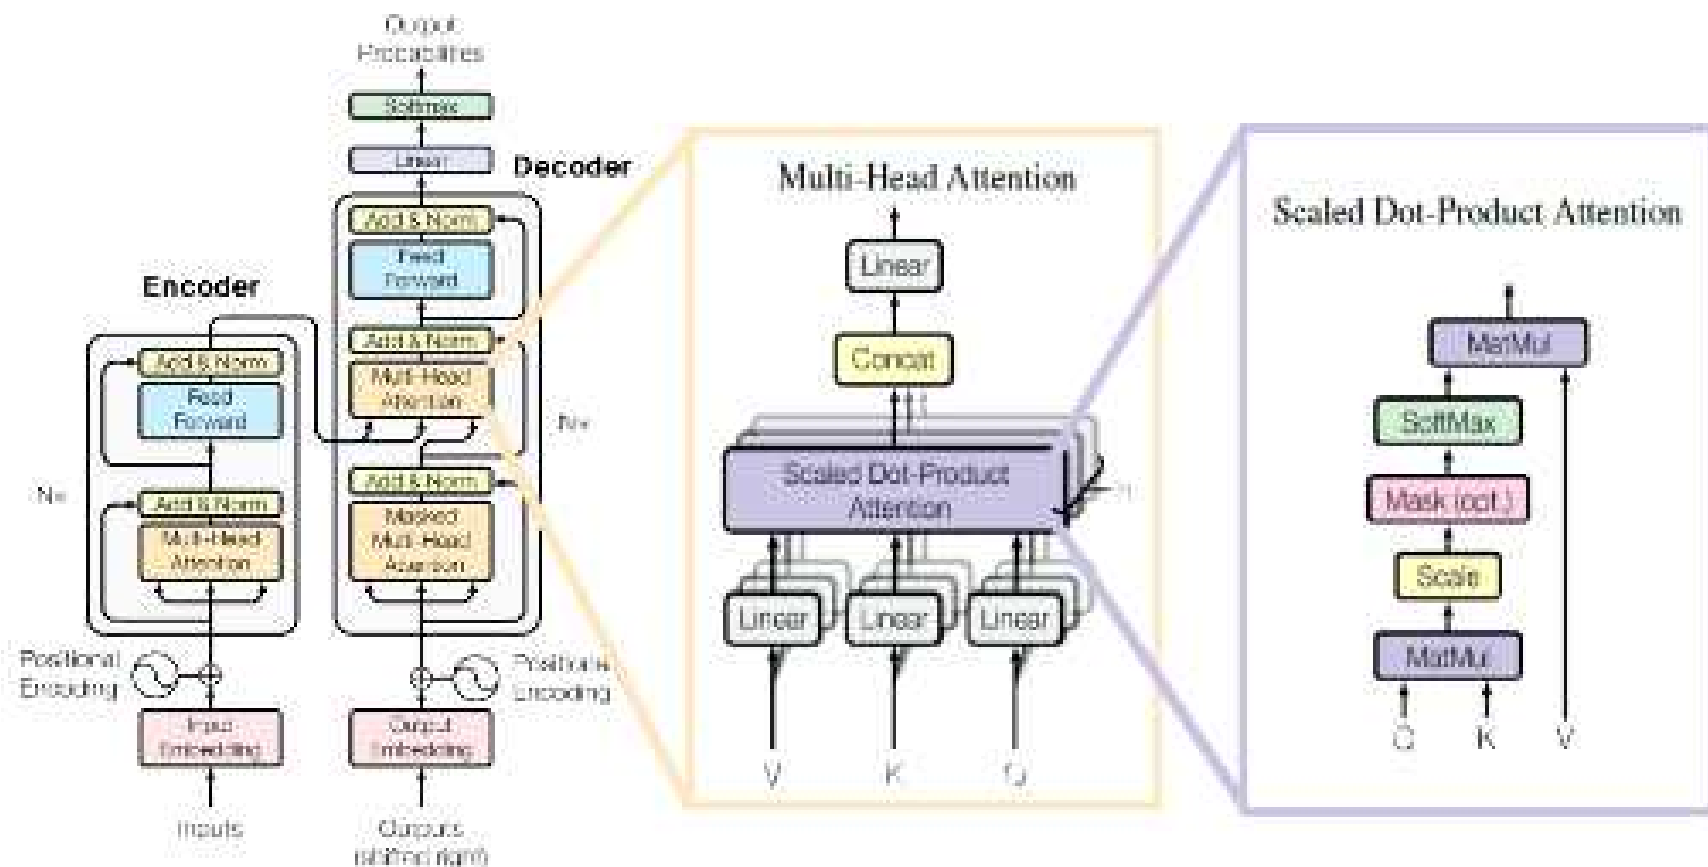 Output
Probabilities
Softmax
Linear
Decoder
Add & Norm
Feed
Forward
Add & Norm
Multi-Head
Attention
Nx
Add & Norm
Masked
Multi-Head
Attention
Positional
Encoding
Output
Embedding
Outputs
(shifted right)
Encoder
Add & Norm
Feed
Forward
Nx
Add & Norm
Multi-Head
Attention
Positional
Encoding
Input
Embedding
Inputs
Multi-Head Attention
Linear
Concat
Scaled Dot-Product
Attention
Linear
Linear
Linear
V
K
Q
Scaled Dot-Product Attention
MatMul
SoftMax
Mask (opt.)
Scale
MatMul
Q
K
V